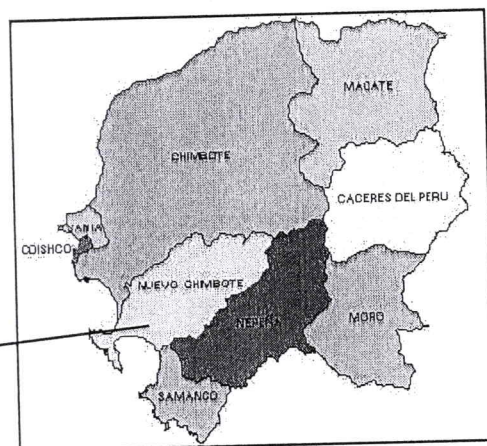 MACATE
CHIMBOTE
CACERES DEL PERU
COISHCO
NUEVO CHIMBOTE
NEPEÑA
MORO
SAMANCO